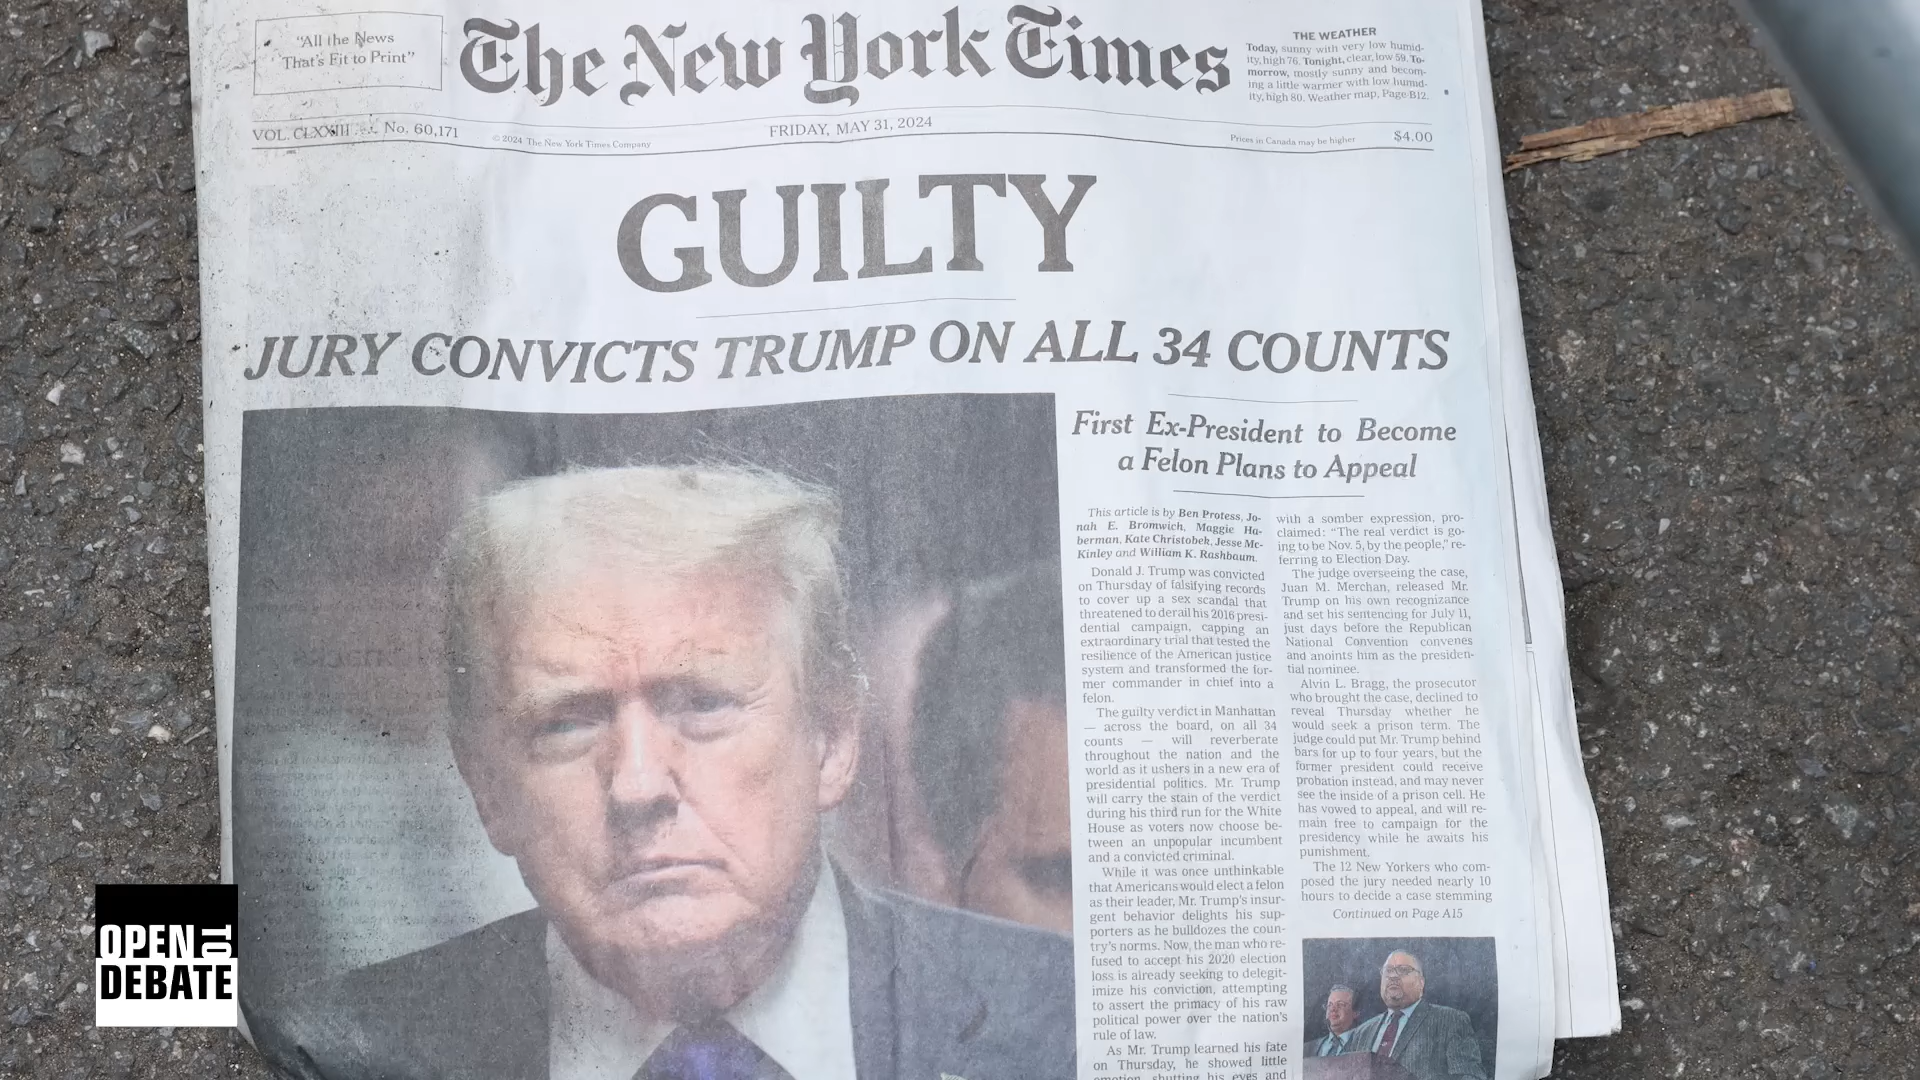 "All the News
That's Fit to Print"
The New York Times
THE WEATHER
Today, sunny with very low humid-
ity, high 76. Tonight, clear, low 59. To-
morrow, mostly sunny and becom-
ing a little warmer with low humid-
ity, high 80. Weather map, Page B12.
VOL. CLXXIII No. 60,171
© 2024 The New York Times Company
FRIDAY, MAY 31, 2024
Prices in Canada may be higher
$4.00
GUILTY
JURY CONVICTS TRUMP ON ALL 34 COUNTS
First Ex-President to Become
a Felon Plans to Appeal
This article is by Ben Protess, Jo-
nah E. Bromwich, Maggie Ha-
berman, Kate Christobek, Jesse Mc-
Kinley and William K. Rashbaum.
Donald J. Trump was convicted
on Thursday of falsifying records
to cover up a sex scandal that
threatened to derail his 2016 presi-
dential campaign, capping an
extraordinary trial that tested the
resilience of the American justice
system and transformed the for-
mer commander in chief into a
felon.
The guilty verdict in Manhattan
— across the board, on all 34
counts — will reverberate
throughout the nation and the
world as it ushers in a new era of
presidential politics. Mr. Trump
will carry the stain of the verdict
during his third run for the White
House as voters now choose be-
tween an unpopular incumbent
and a convicted criminal.
While it was once unthinkable
that Americans would elect a felon
as their leader, Mr. Trump's insur-
gent behavior delights his sup-
porters as he bulldozes the coun-
try's norms. Now, the man who re-
fused to accept his 2020 election
loss is already seeking to delegit-
imize his conviction, attempting
to assert the primacy of his raw
political power over the nation's
rule of law.
As Mr. Trump learned his fate
on Thursday, he showed little
emotion, shutting his eyes and
with a somber expression, pro-
claimed: "The real verdict is go-
ing to be Nov. 5, by the people," re-
ferring to Election Day.
The judge overseeing the case,
Juan M. Merchan, released Mr.
Trump on his own recognizance
and set his sentencing for July 11,
just days before the Republican
National Convention convenes
and anoints him as the presiden-
tial nominee.
Alvin L. Bragg, the prosecutor
who brought the case, declined to
reveal Thursday whether he
would seek a prison term. The
judge could put Mr. Trump behind
bars for up to four years, but the
former president could receive
probation instead, and may never
see the inside of a prison cell. He
has vowed to appeal, and will re-
main free to campaign for the
presidency while he awaits his
punishment.
The 12 New Yorkers who com-
posed the jury needed nearly 10
hours to decide a case stemming
Continued on Page A15
OPEN TO
DEBATE